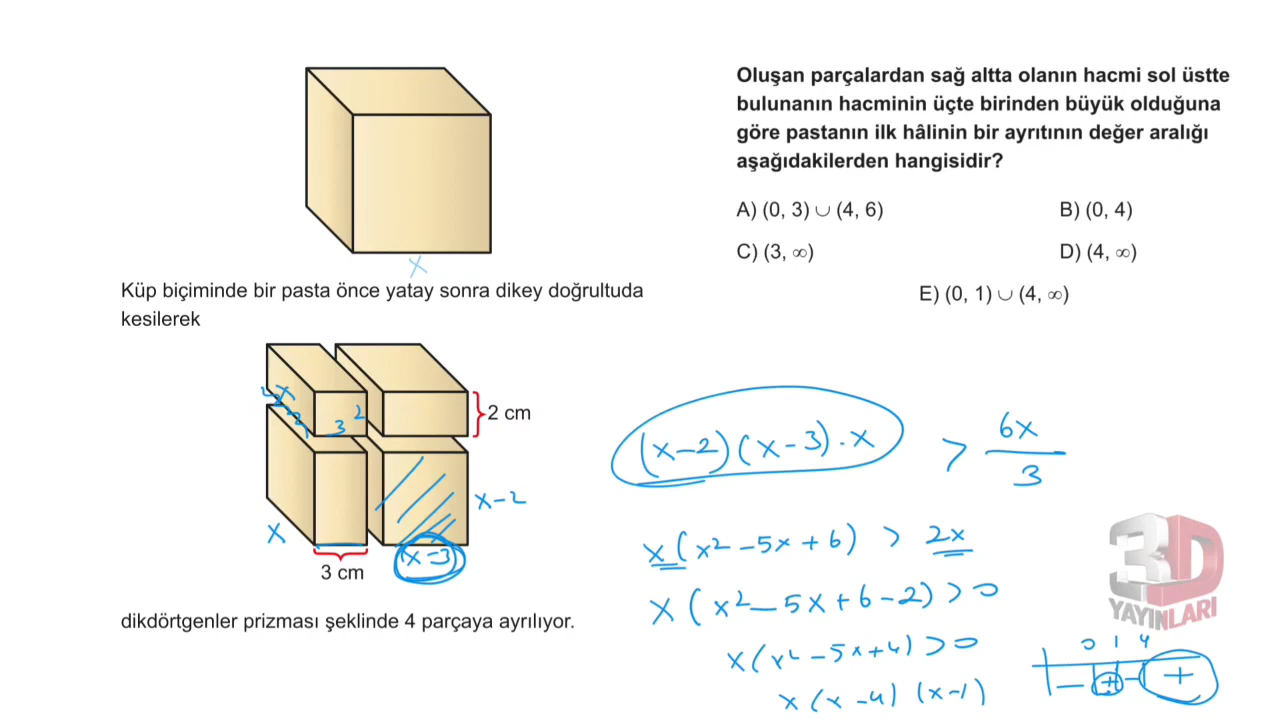 Oluşan parçalardan sağ altta olanın hacmi sol üstte
bulunanın hacminin üçte birinden büyük olduğuna
göre pastanın ilk hâlinin bir ayrıtının değer aralığı
aşağıdakilerden hangisidir?
A) (0, 3) ∪ (4, 6)
B) (0, 4)
C) (3, ∞)
D) (4, ∞)
E) (0, 1) ∪ (4, ∞)
x
Küp biçiminde bir pasta önce yatay sonra dikey doğrultuda
kesilerek
x
2
3
2 cm
x-2
x
x-3
3 cm
dikdörtgenler prizması şeklinde 4 parçaya ayrılıyor.
(x-2)(x-3).x > 6x/3
x(x²-5x+6) > 2x
x(x²-5x+6-2) > 0
x(x²-5x+4) > 0
x(x-4)(x-1)
0 1 4
- + - +
3D
YAYINLARI